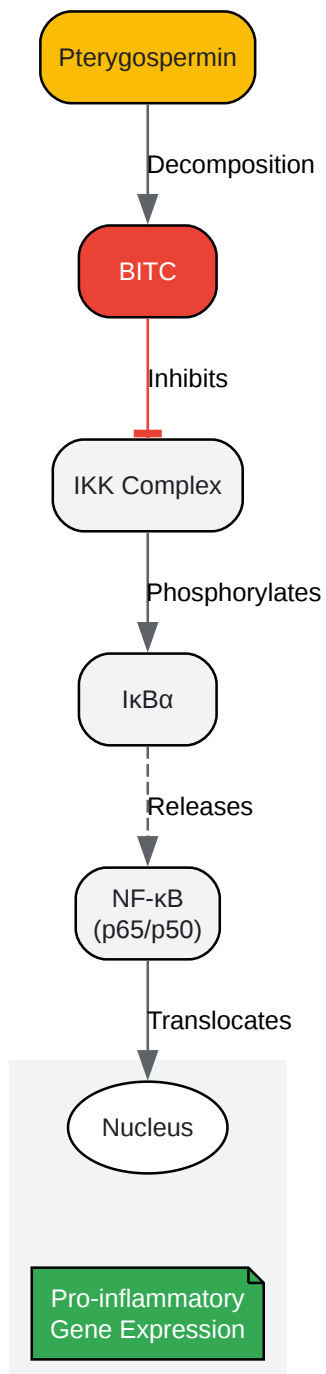 Pterygospermin
Decomposition
BITC
Inhibits
IKK Complex
Phosphorylates
IκBα
Releases
NF-κB
(p65/p50)
Translocates
Nucleus
Pro-inflammatory
Gene Expression